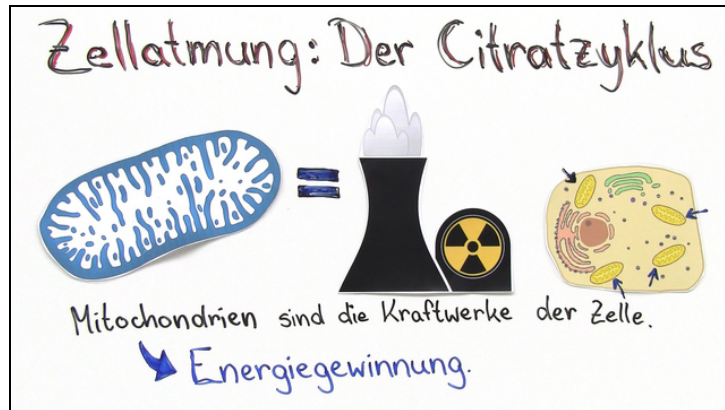 Zellatmung: Der Citratzyklus
=
Mitochondrien sind die Kraftwerke der Zelle.
Energiegewinnung.